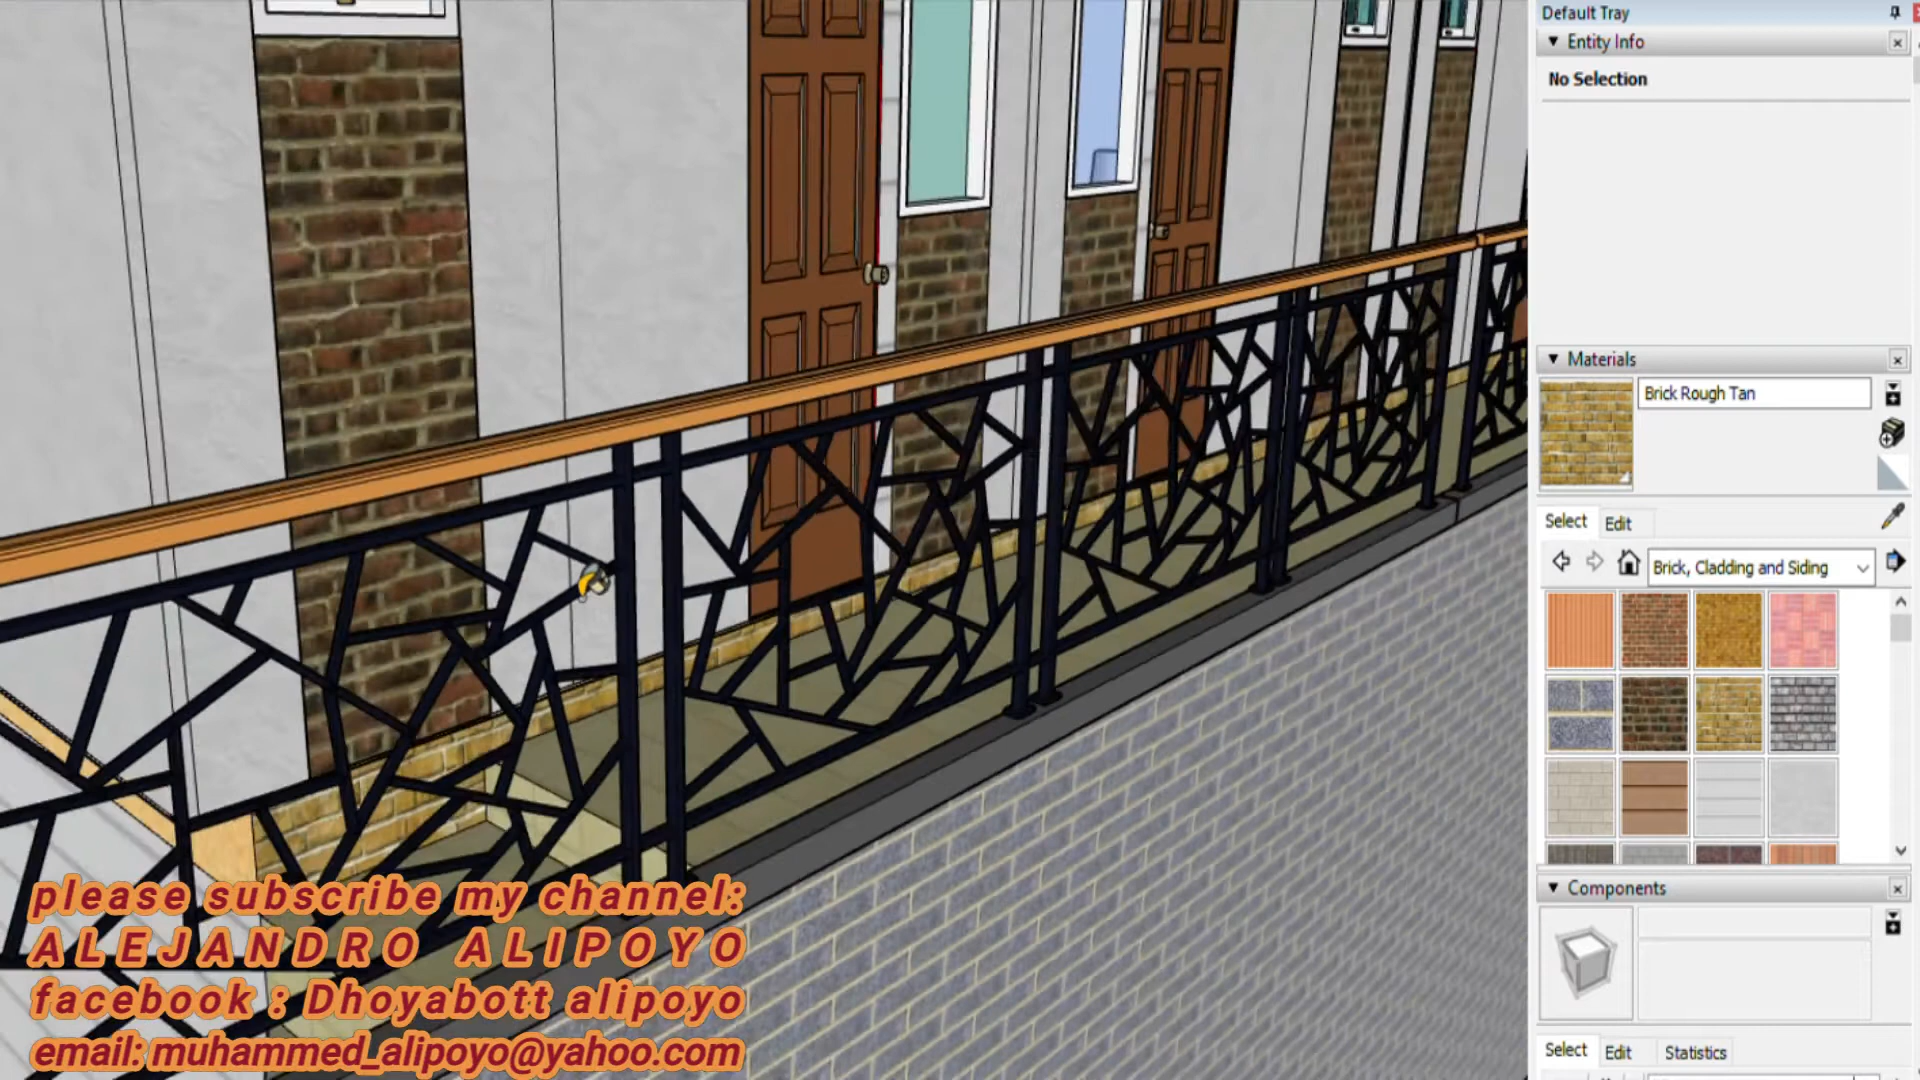 Default Tray
Entity Info
No Selection
Materials
Brick Rough Tan
Select Edit
Brick, Cladding and Siding
Components
Select Edit Statistics
please subscribe my channel:
ALEJANDRO ALIPOYO
facebook : Dhoyabott alipoyo
email: muhammed_alipoyo@yahoo.com